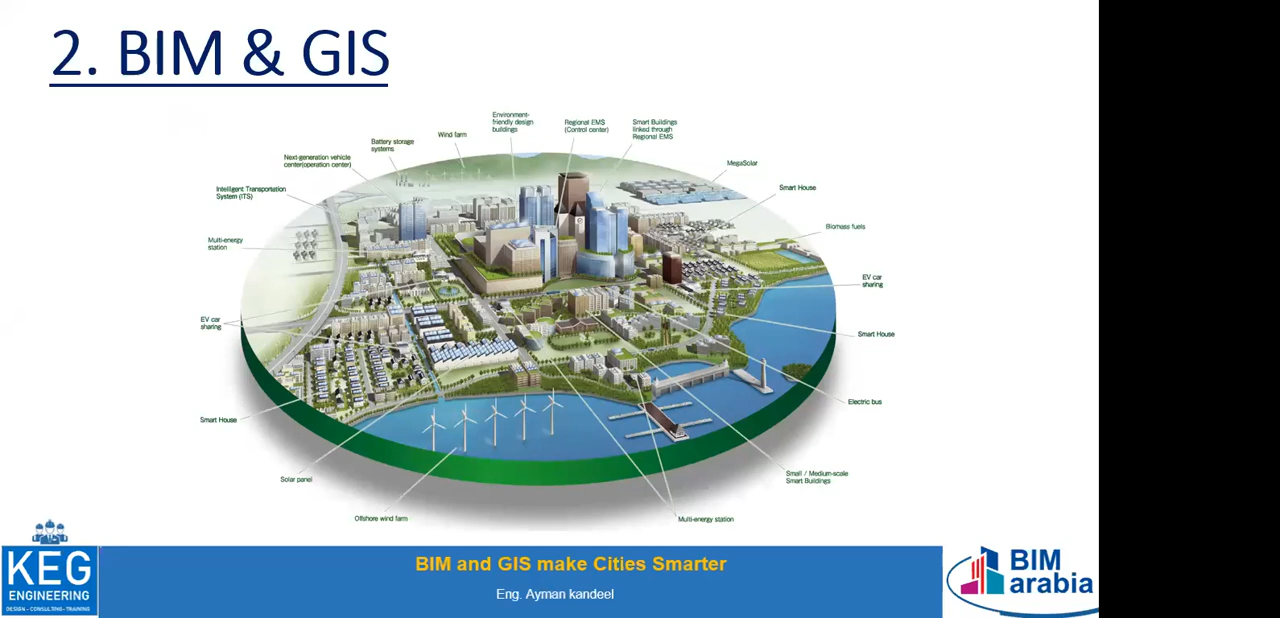 2. BIM & GIS
Environment-
friendly design
buildings
Regional EMS
(Control center)
Smart Buildings
linked through
Regional EMS
Wind farm
Battery storage
systems
Next-generation vehicle
center(operation center)
MegaSolar
Intelligent Transportation
System (ITS)
Smart House
Multi-energy
station
Biomass fuels
EV car
sharing
EV car
sharing
Smart House
Electric bus
Smart House
Solar panel
Small / Medium-scale
Smart Buildings
Offshore wind farm
Multi-energy station
KEG
ENGINEERING
DESIGN - CONSULTING - TRAINING
BIM and GIS make Cities Smarter
Eng. Ayman kandeel
BIM
arabia